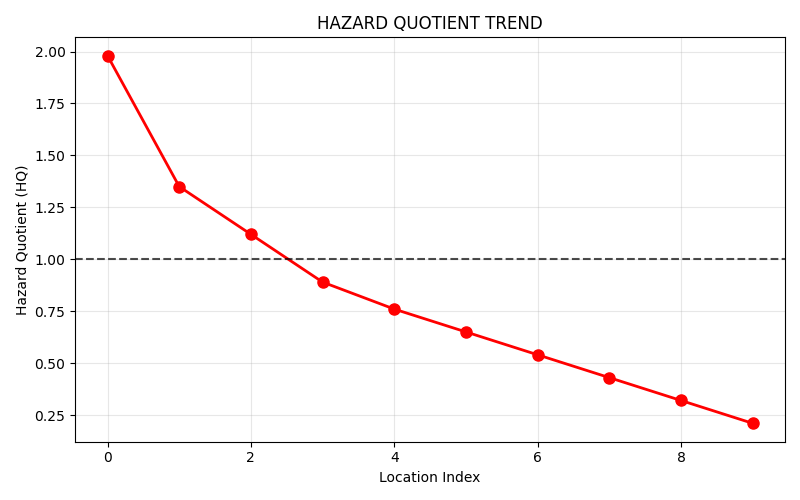 HAZARD QUOTIENT TREND
Hazard Quotient (HQ)
2.00
1.75
1.50
1.25
1.00
0.75
0.50
0.25
0 2 4 6 8
Location Index